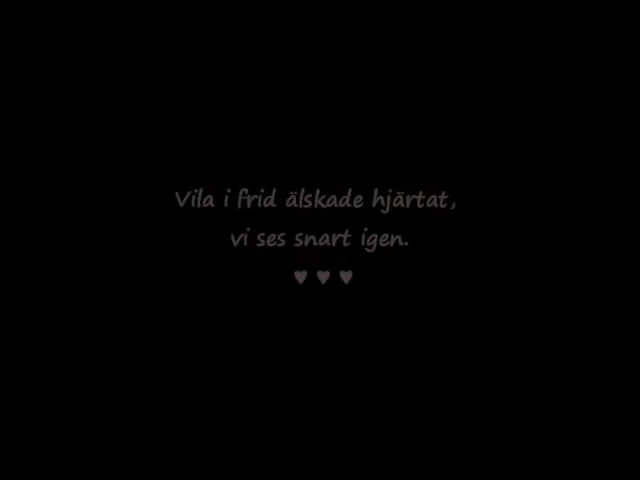 Vila i frid älskade hjärtat,
vi ses snart igen.
♥ ♥ ♥